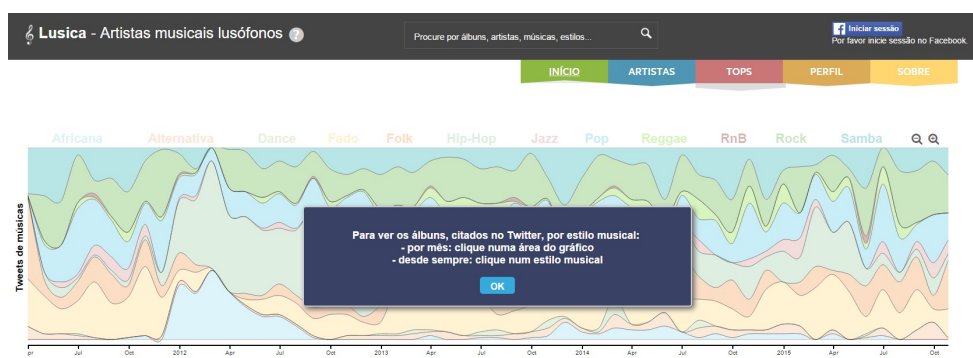 Lusica - Artistas musicais lusófonos ?
Procure por álbuns, artistas, músicas, estilos...
f Iniciar sessão
Por favor inicie sessão no Facebook.
INÍCIO ARTISTAS TOPS PERFIL SOBRE
Africana Alternativa Dance Fado Folk Hip-Hop Jazz Pop Reggae RnB Rock Samba
Tweets de músicas
Para ver os álbuns, citados no Twitter, por estilo musical:
- por mês: clique numa área do gráfico
- desde sempre: clique num estilo musical
OK
pr Jul Oct 2012 Apr Jul Oct 2013 Apr Jul Oct 2014 Apr Jul Oct 2015 Apr Jul Oct